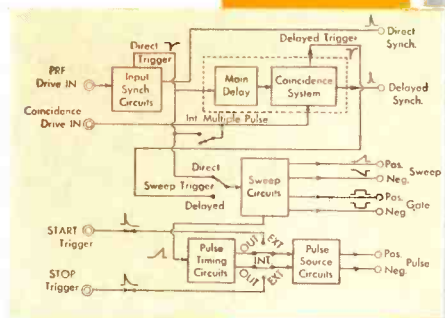 Direct
Trigger
Delayed Trigger
Direct
Synch.
PRF
Drive IN
Input
Synch
Circuits
Main
Delay
Coincidence
System
Delayed
Synch.
Coincidence
Drive IN
Int Multiple Pulse
Direct
Sweep Trigger
Delayed
Sweep
Circuits
Pos.
Neg.
Sweep
Pos.
Neg
Gate
START
Trigger
STOP
Trigger
Pulse
Timing
Circuits
OUT EXT
INT
OUT EXT
Pulse
Source
Circuits
Pos.
Neg.
Pulse